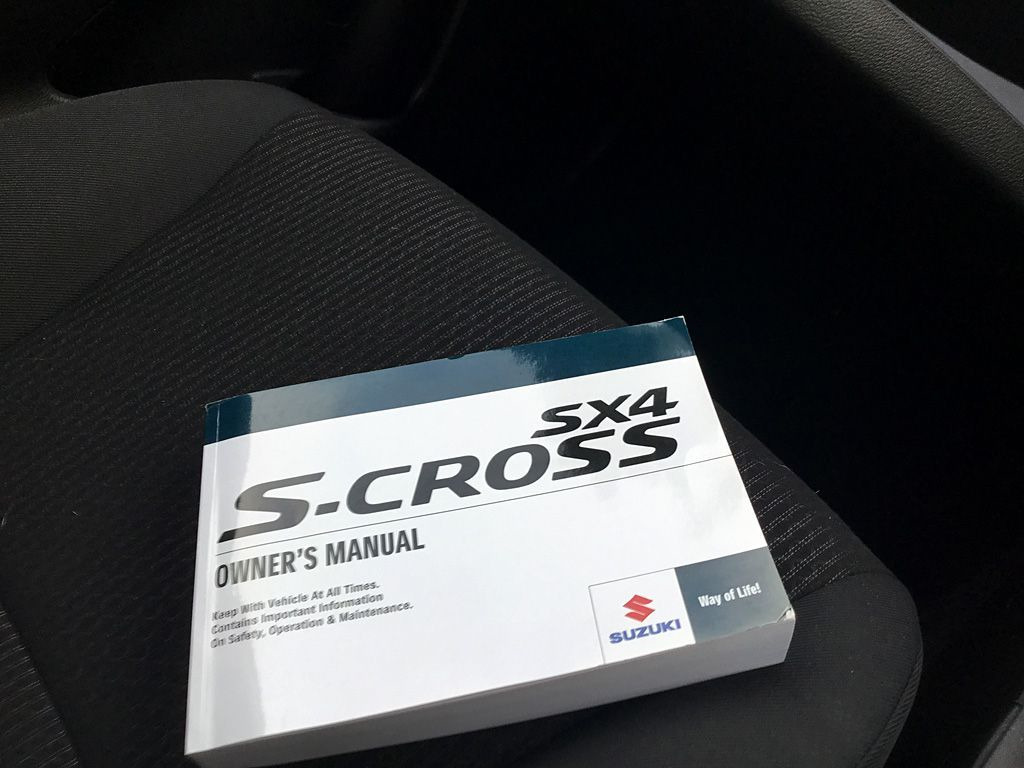 SX4
S-CROSS
OWNER'S MANUAL
Keep With Vehicle At All Times.
Contains Important Information
On Safety, Operation & Maintenance.
SUZUKI
Way of Life!